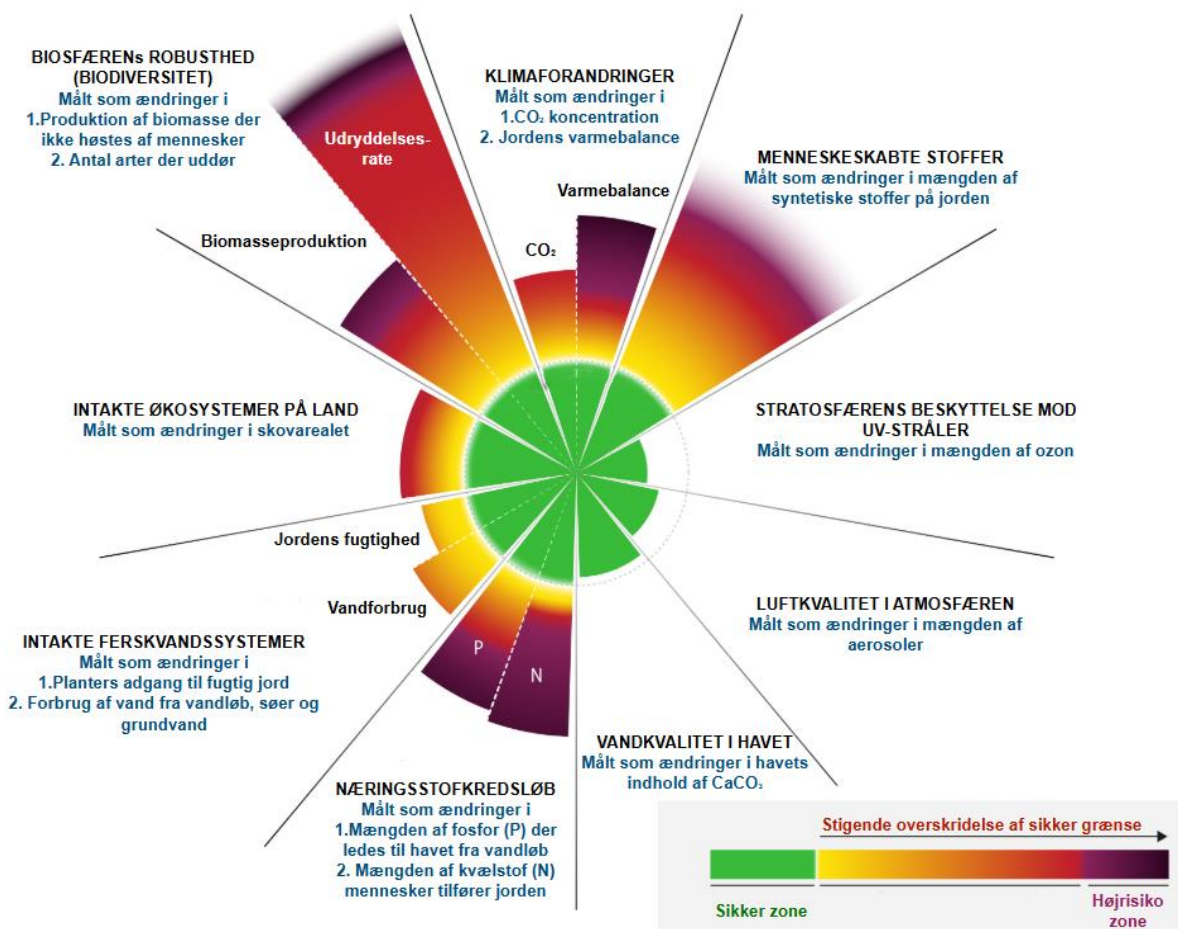 BIOSFÆRENs ROBUSTHED
(BIODIVERSITET)
Målt som ændringer i
1.Produktion af biomasse der
ikke høstes af mennesker
2. Antal arter der uddør
Udryddelses-
rate
Biomasseproduktion
KLIMAFORANDRINGER
Målt som ændringer i
1.CO₂ koncentration
2. Jordens varmebalance
Varmebalance
CO₂
MENNESKESKABTE STOFFER
Målt som ændringer i mængden af
syntetiske stoffer på jorden
STRATOSFÆRENS BESKYTTELSE MOD
UV-STRÅLER
Målt som ændringer i mængden af ozon
LUFTKVALITET I ATMOSFÆREN
Målt som ændringer i mængden af
aerosoler
VANDKVALITET I HAVET
Målt som ændringer i havets
indhold af CaCO₃
NÆRINGSSTOFKREDSLØB
Målt som ændringer i
1.Mængden af fosfor (P) der
ledes til havet fra vandløb
2. Mængden af kvælstof (N)
mennesker tilfører jorden
P
N
INTAKTE FERSKVANDSSYSTEMER
Målt som ændringer i
1.Planters adgang til fugtig jord
2. Forbrug af vand fra vandløb, søer og
grundvand
Jordens fugtighed
Vandforbrug
INTAKTE ØKOSYSTEMER PÅ LAND
Målt som ændringer i skovarealet
Stigende overskridelse af sikker grænse
Sikker zone
Højrisiko
zone